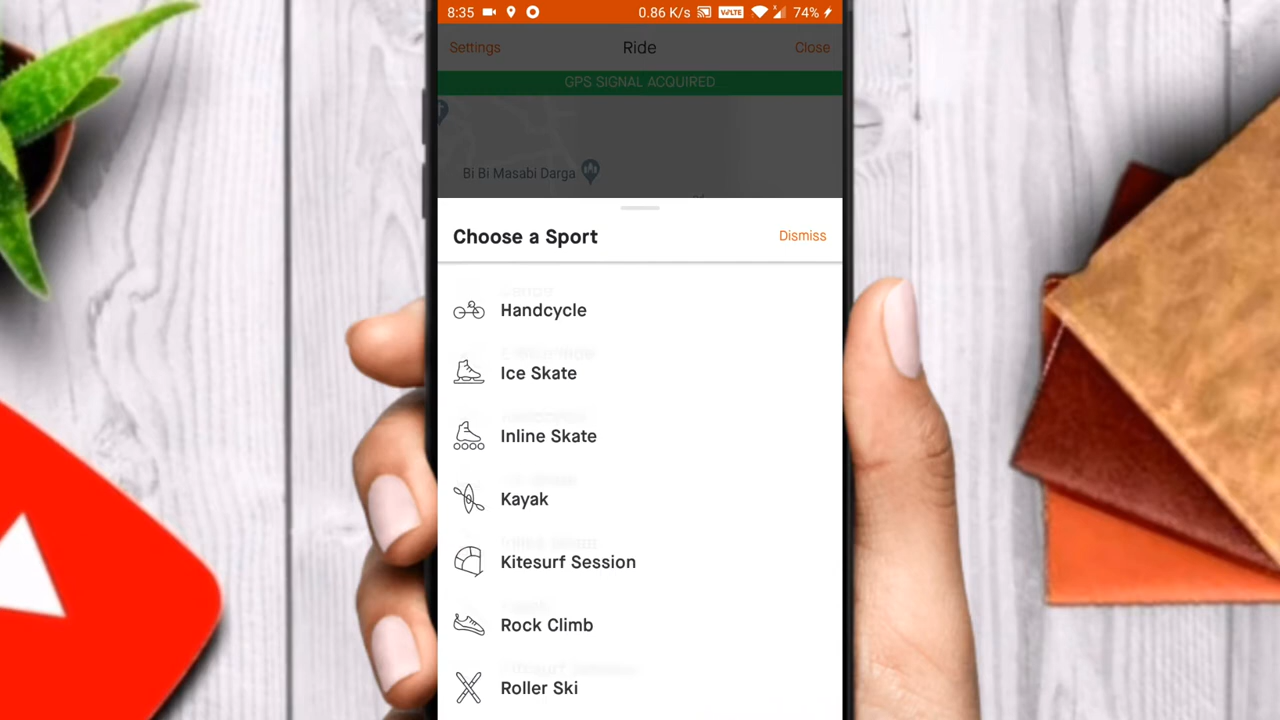 8:35 0.86 K/s VoLTE 74%
Settings Ride Close
GPS SIGNAL ACQUIRED
Bi Bi Masabi Darga
Choose a Sport Dismiss
Handcycle
Ice Skate
Inline Skate
Kayak
Kitesurf Session
Rock Climb
Roller Ski